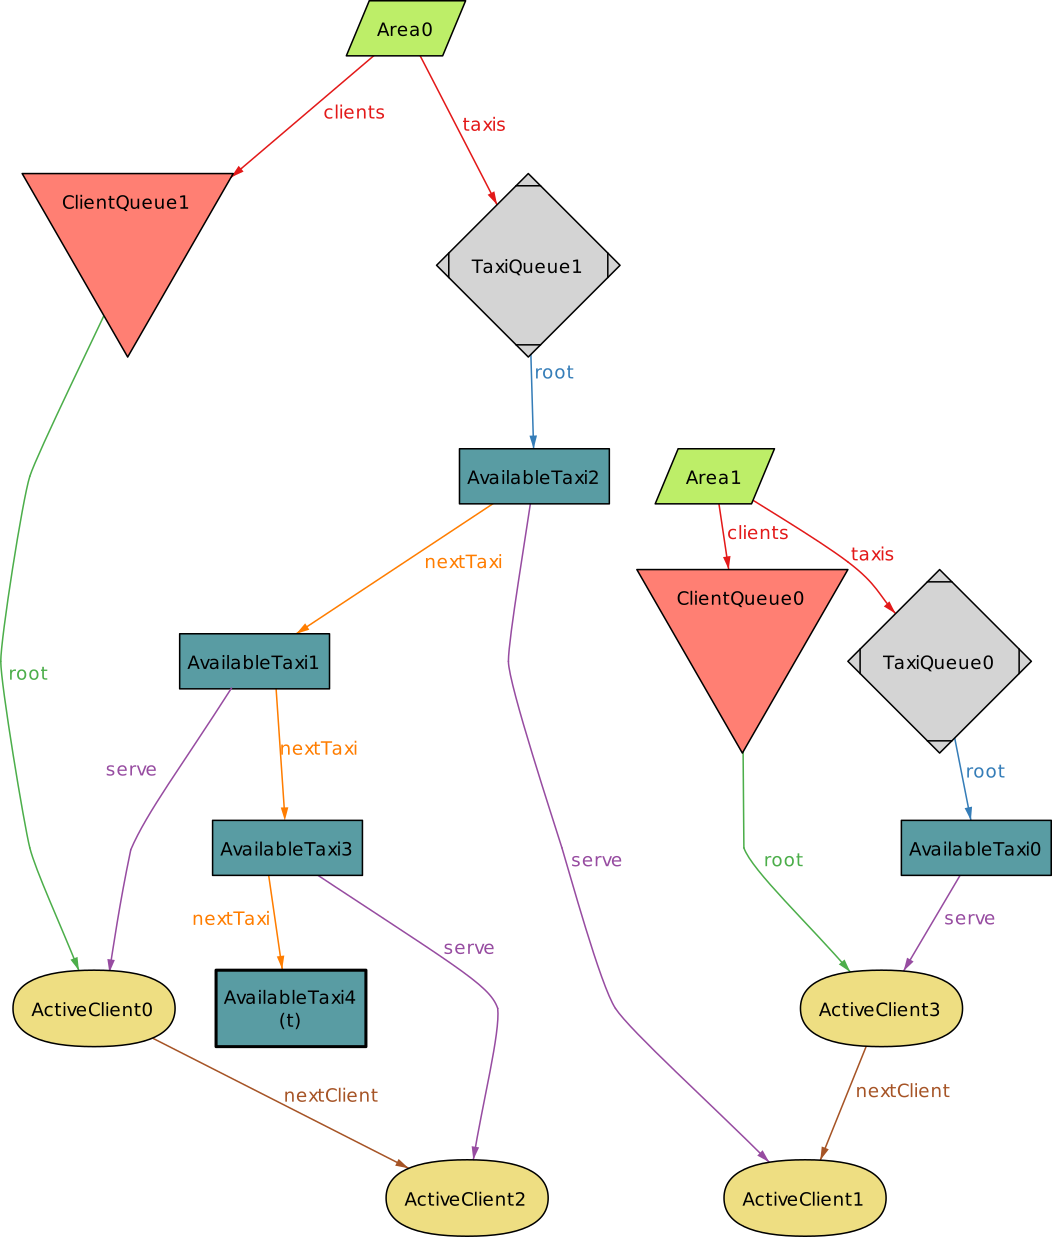 Area0
clients
taxis
ClientQueue1
TaxiQueue1
root
AvailableTaxi2
Area1
clients
taxis
nextTaxi
ClientQueue0
TaxiQueue0
AvailableTaxi1
root
nextTaxi
serve
root
AvailableTaxi3
AvailableTaxi0
serve
root
nextTaxi
serve
serve
AvailableTaxi4
(t)
ActiveClient0
ActiveClient3
nextClient
nextClient
ActiveClient2
ActiveClient1